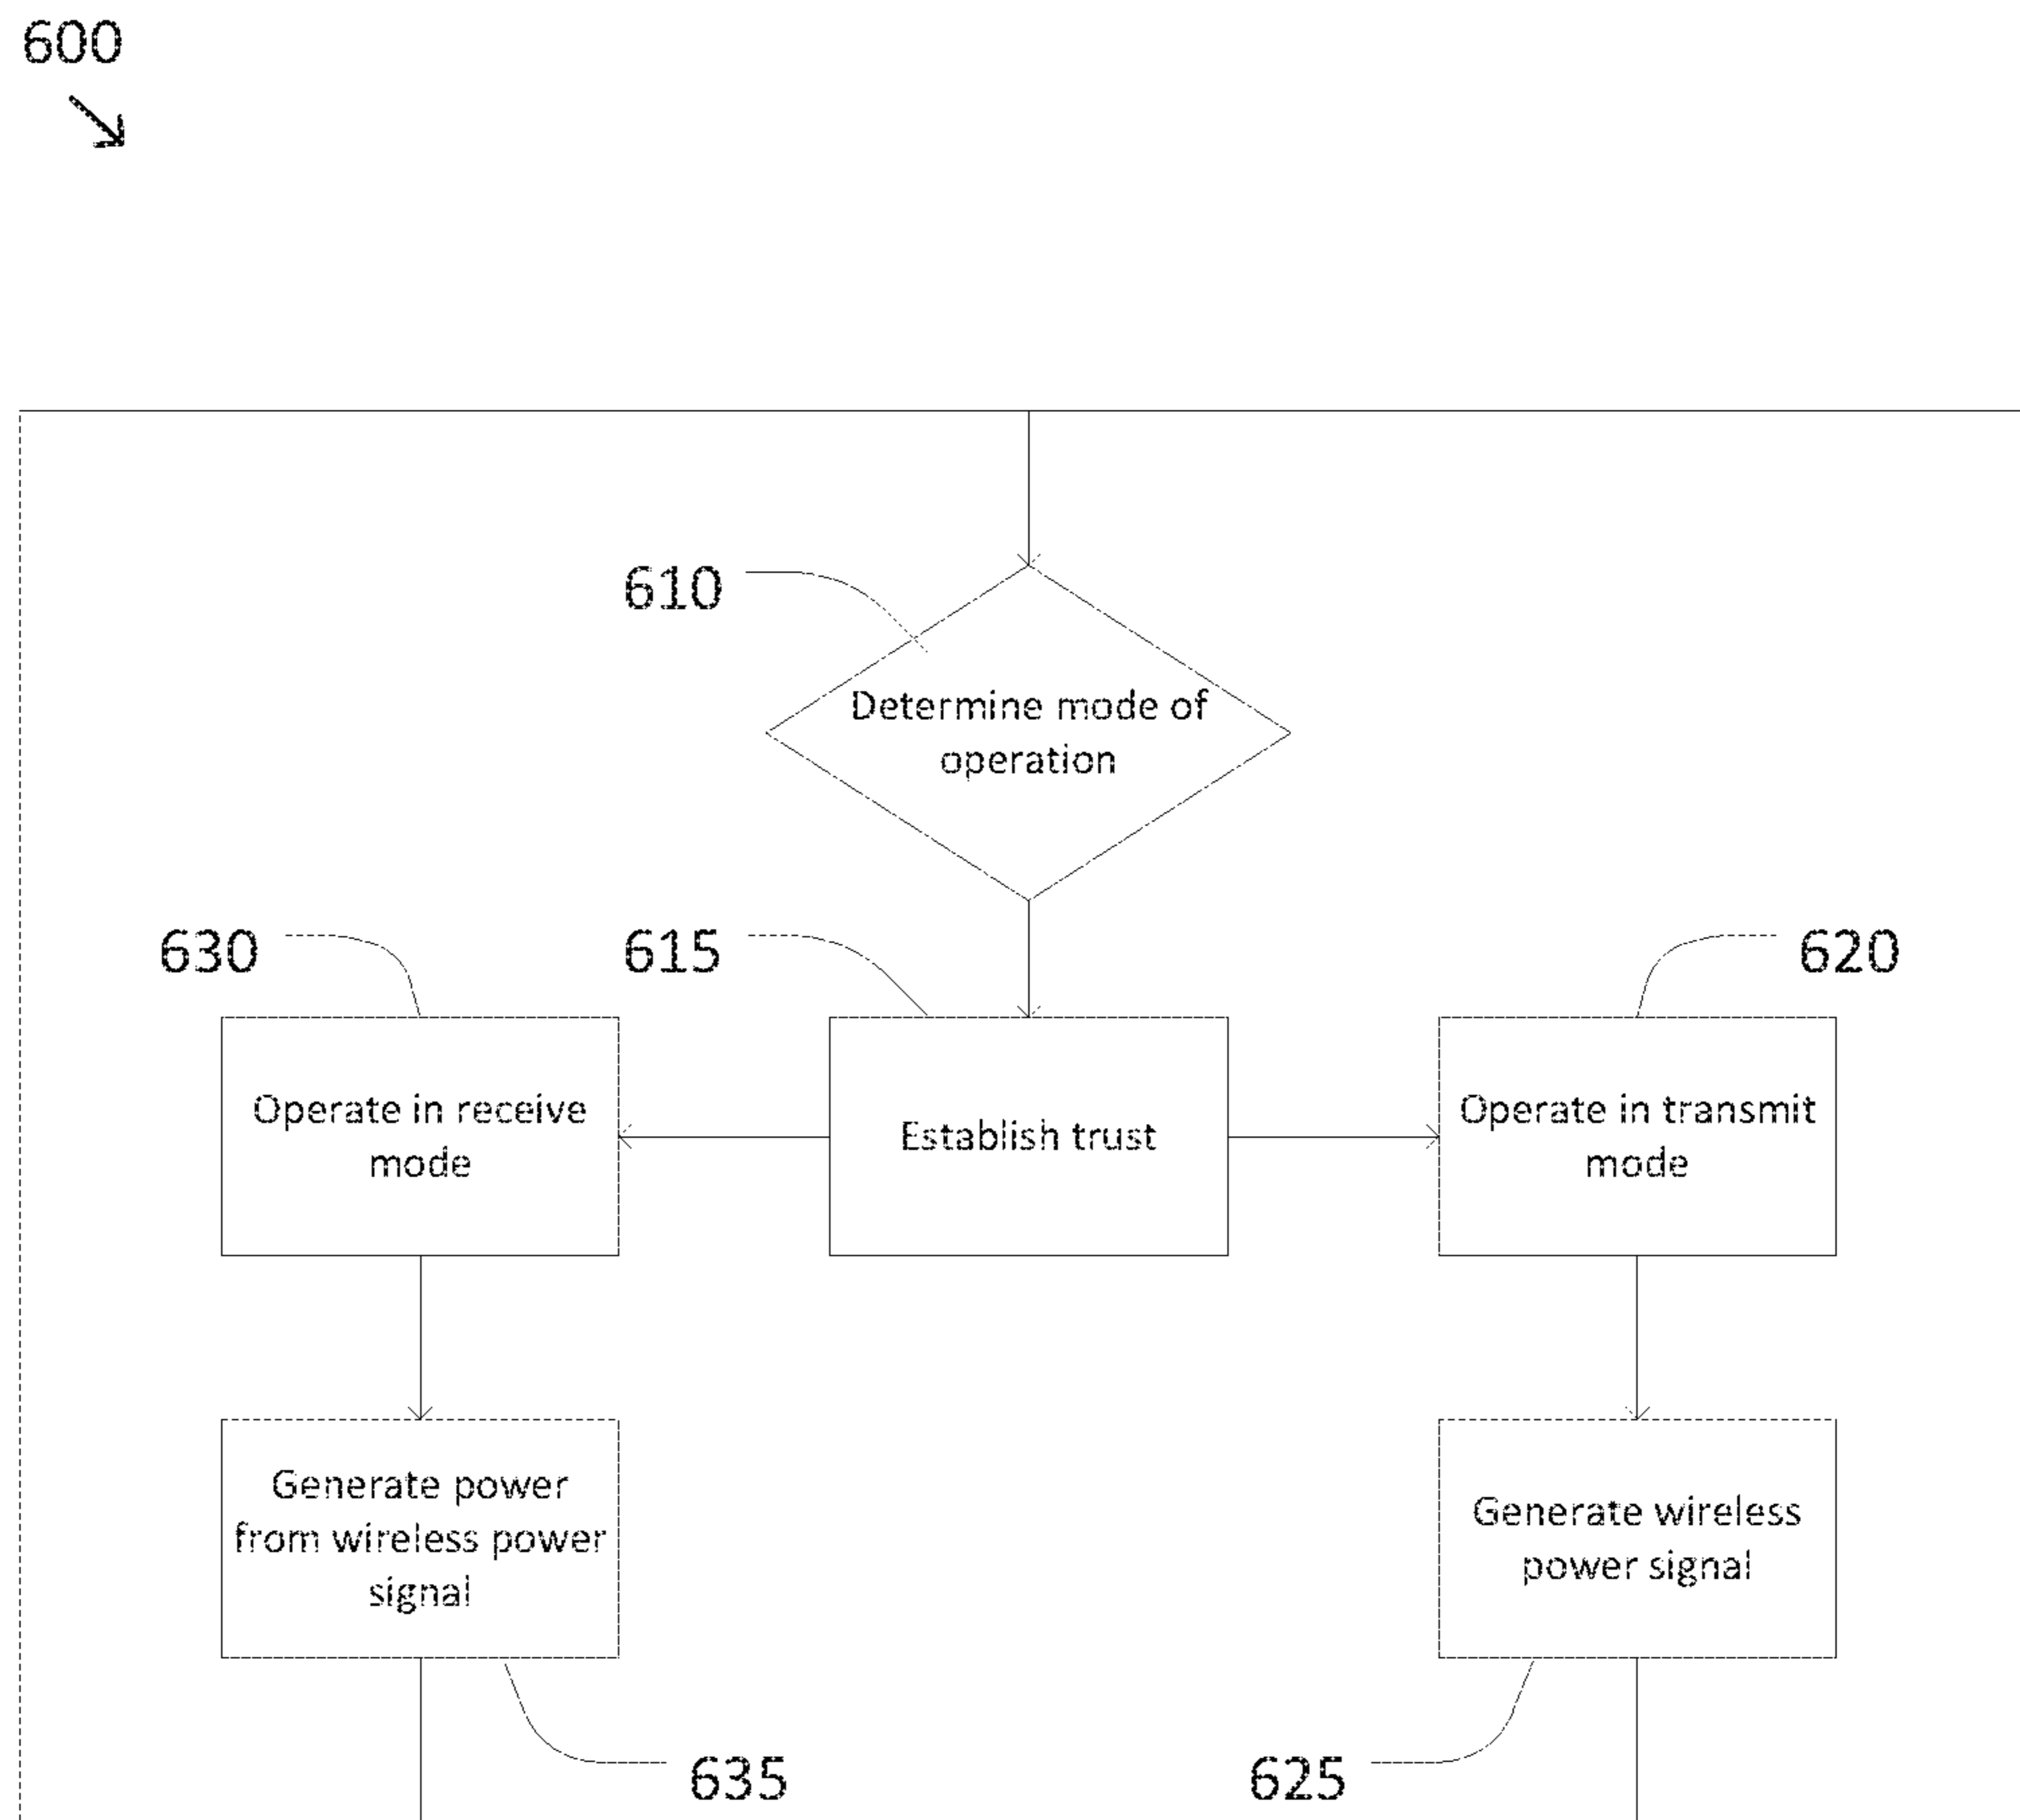 600
610
Determine mode of
operation
630
615
620
Operate in receive
mode
Establish trust
Operate in transmit
mode
Generate power
from wireless power
signal
Generate wireless
power signal
635
625